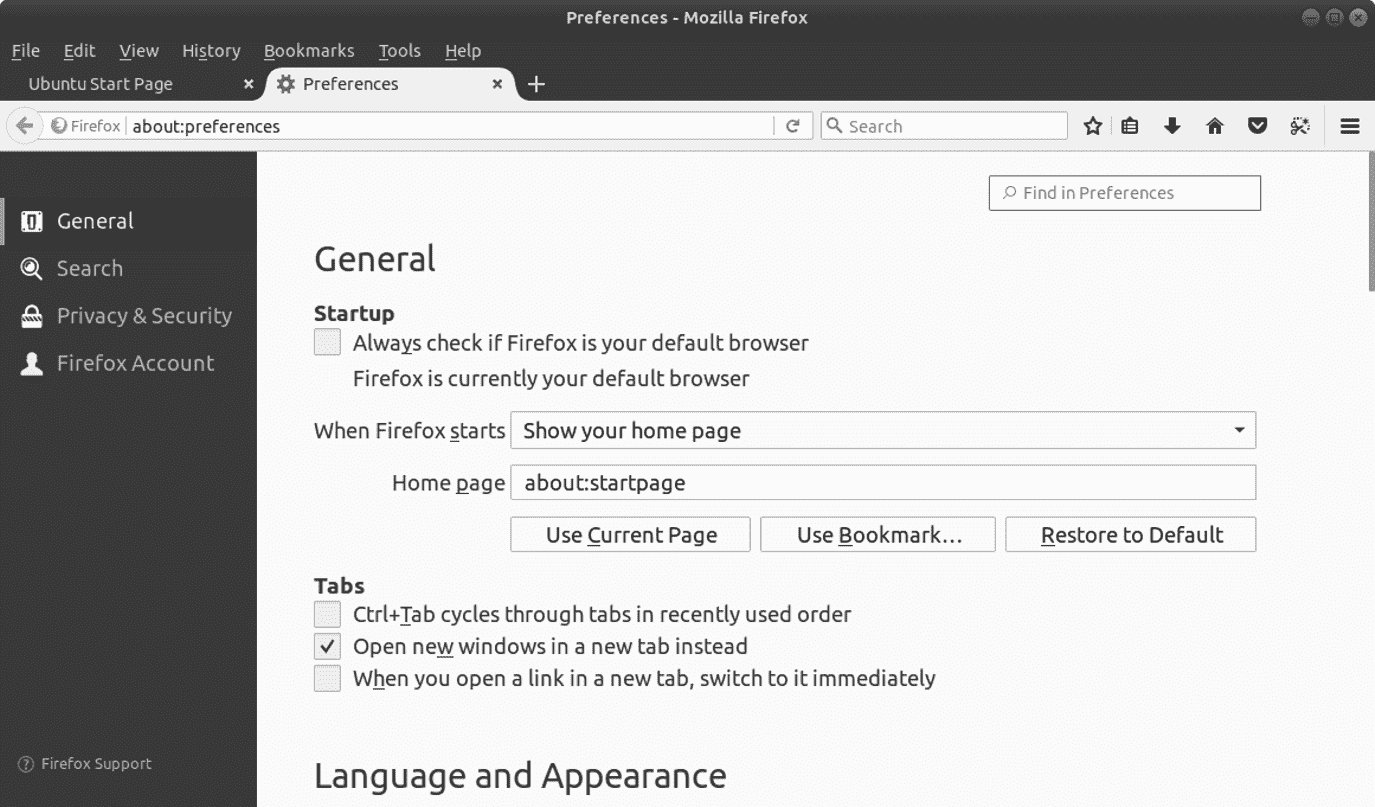 Preferences - Mozilla Firefox
File Edit View History Bookmarks Tools Help
Ubuntu Start Page Preferences
Firefox about:preferences Search
Find in Preferences
General
Search
Privacy & Security
Firefox Account
General
Startup
Always check if Firefox is your default browser
Firefox is currently your default browser
When Firefox starts Show your home page
Home page about:startpage
Use Current Page Use Bookmark… Restore to Default
Tabs
Ctrl+Tab cycles through tabs in recently used order
Open new windows in a new tab instead
When you open a link in a new tab, switch to it immediately
Firefox Support
Language and Appearance